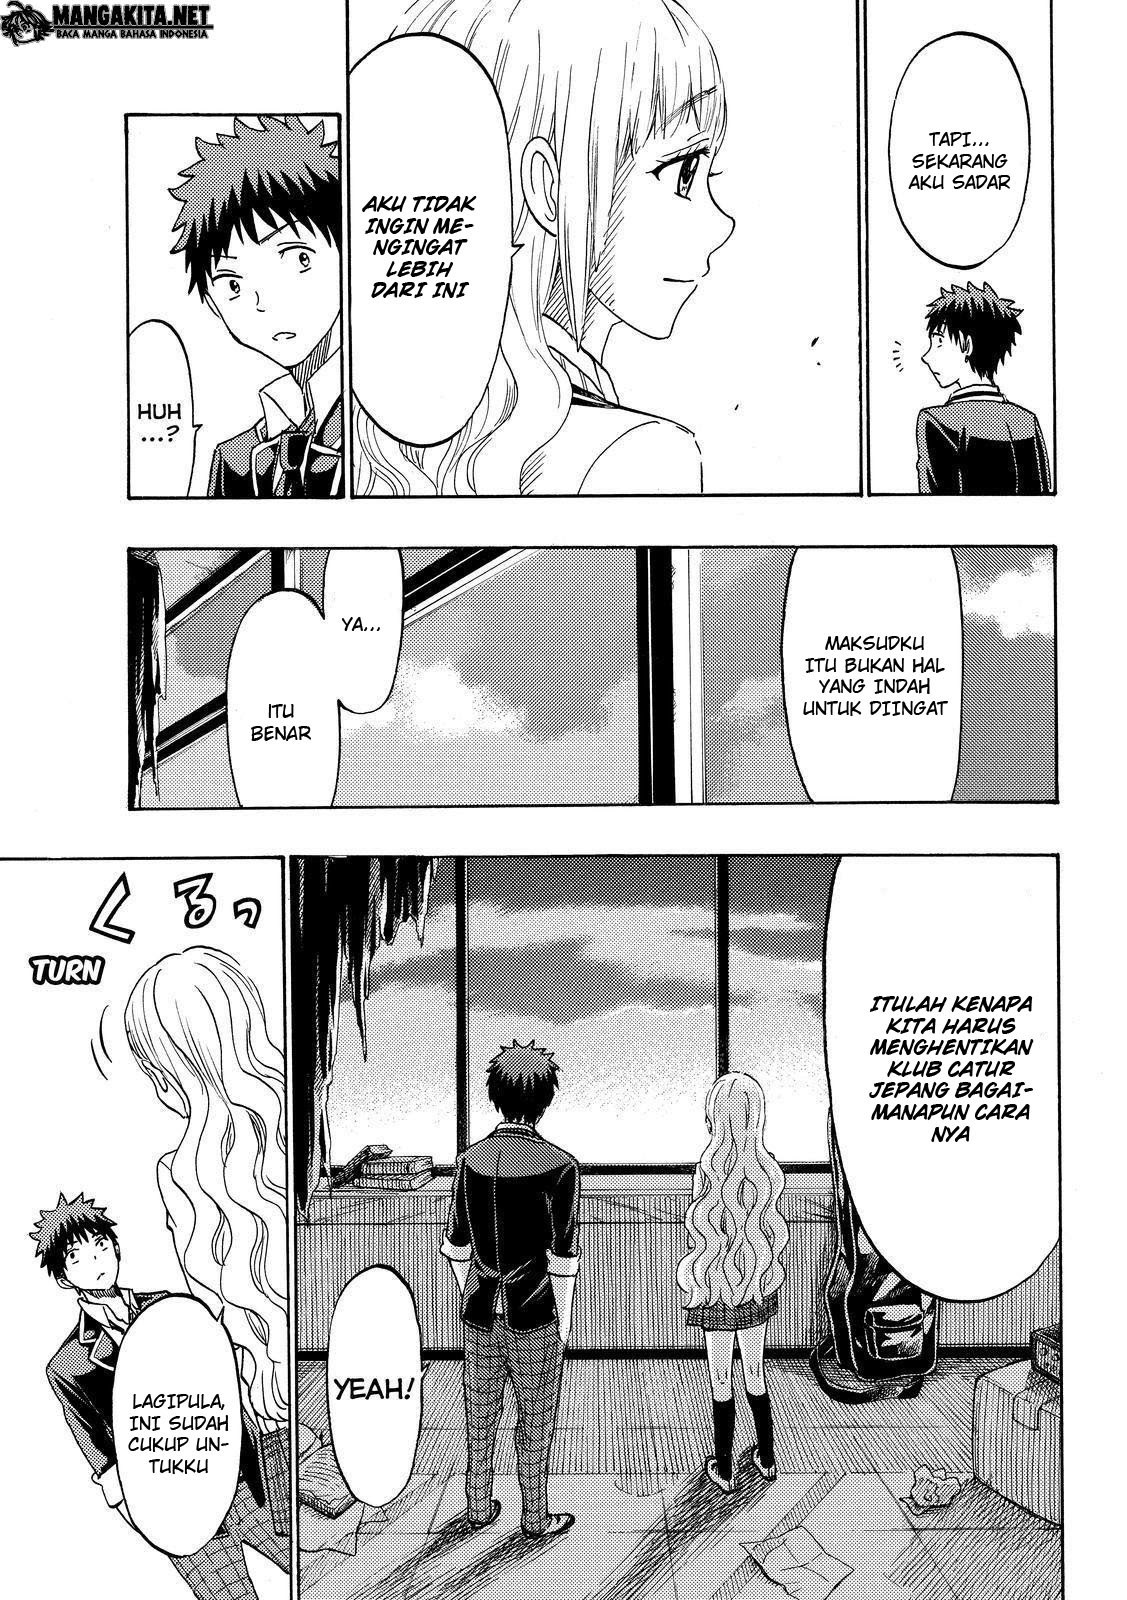 MANGAKITA.NET
BACA MANGA BAHASA INDONESIA
TAPI...
SEKARANG
AKU SADAR
AKU TIDAK
INGIN ME-
NGINGAT
LEBIH
DARI INI
HUH
...?
MAKSUDKU
ITU BUKAN HAL
YANG INDAH
UNTUK DIINGAT
YA...
ITU
BENAR
ITULAH KENAPA
KITA HARUS
MENGHENTIKAN
KLUB CATUR
JEPANG BAGAI-
MANAPUN CARA
NYA
YEAH!
くるっ
TURN
LAGIPULA,
INI SUDAH
CUKUP UN-
TUKKU